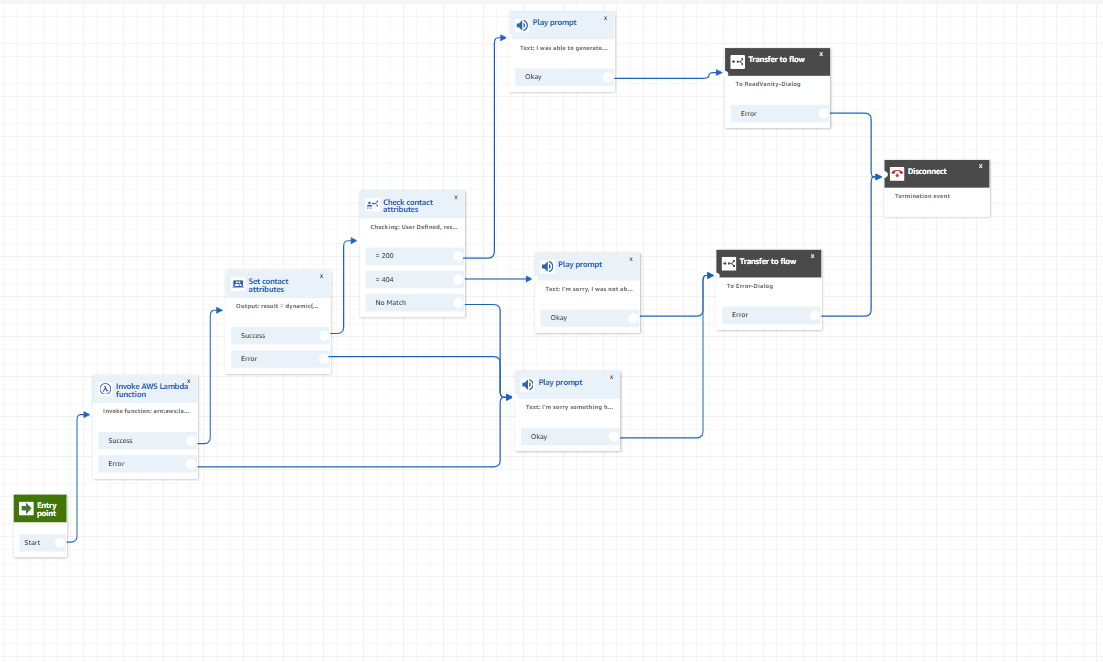 Play prompt
x
Text: I was able to generate...
Okay
Transfer to flow
x
To ReadVanity-Dialog
Error
Disconnect
x
Termination event
Check contact
attributes
x
Checking: User Defined, res...
= 200
= 404
No Match
Play prompt
x
Text: I'm sorry, I was not ab...
Okay
Transfer to flow
x
To Error-Dialog
Error
Set contact
attributes
x
Output: result = dynamic(...
Success
Error
Play prompt
x
Text: I'm sorry something h...
Okay
Invoke AWS Lambda
function
x
Invoke function: arn:aws:la...
Success
Error
Entry
point
Start